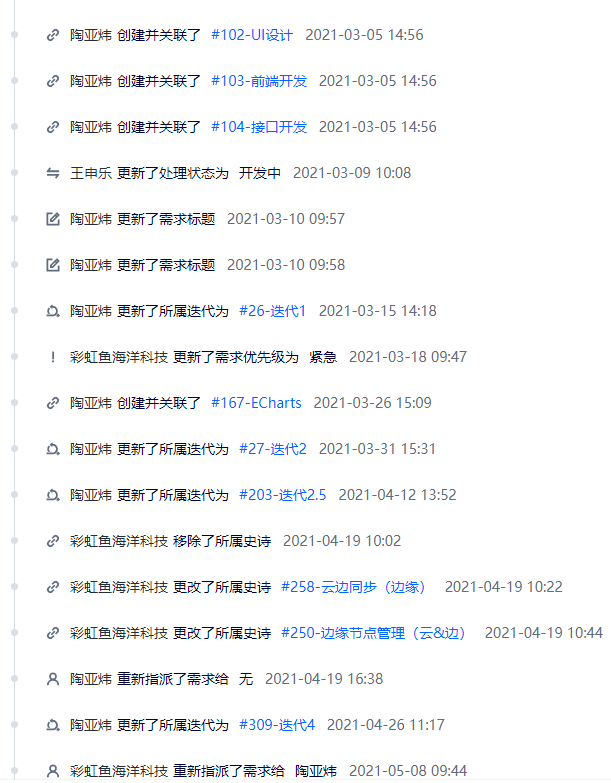 陶亚炜 创建并关联了 #102-UI设计 2021-03-05 14:56
陶亚炜 创建并关联了 #103-前端开发 2021-03-05 14:56
陶亚炜 创建并关联了 #104-接口开发 2021-03-05 14:56
王申乐 更新了处理状态为 开发中 2021-03-09 10:08
陶亚炜 更新了需求标题 2021-03-10 09:57
陶亚炜 更新了需求标题 2021-03-10 09:58
陶亚炜 更新了所属迭代为 #26-迭代1 2021-03-15 14:18
彩虹鱼海洋科技 更新了需求优先级为 紧急 2021-03-18 09:47
陶亚炜 创建并关联了 #167-ECharts 2021-03-26 15:09
陶亚炜 更新了所属迭代为 #27-迭代2 2021-03-31 15:31
陶亚炜 更新了所属迭代为 #203-迭代2.5 2021-04-12 13:52
彩虹鱼海洋科技 移除了所属史诗 2021-04-19 10:02
彩虹鱼海洋科技 更改了所属史诗 #258-云边同步（边缘） 2021-04-19 10:22
彩虹鱼海洋科技 更改了所属史诗 #250-边缘节点管理（云&边） 2021-04-19 10:44
陶亚炜 重新指派了需求给 无 2021-04-19 16:38
陶亚炜 更新了所属迭代为 #309-迭代4 2021-04-26 11:17
彩虹鱼海洋科技 重新指派了需求给 陶亚炜 2021-05-08 09:44